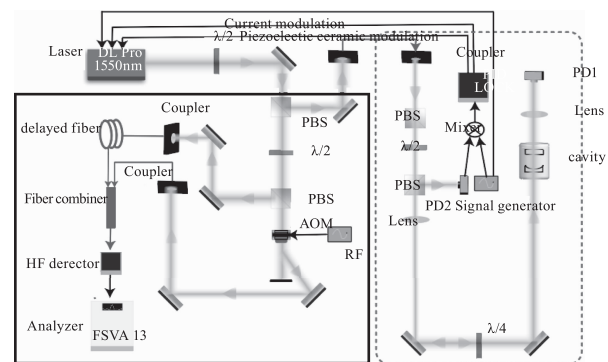 Current modulation
λ/2 Piezoelectic ceramic modulation
Laser
DL Pro
1550nm
Coupler
PD1
LO
Coupler
PBS
PBS
Lens
Mixer
delayed fiber
λ/2
λ/2
cavity
Coupler
PBS
PBS
PD2 Signal generator
Fiber combiner
AOM
Lens
RF
HF derector
λ/4
Analyzer
FSVA 13